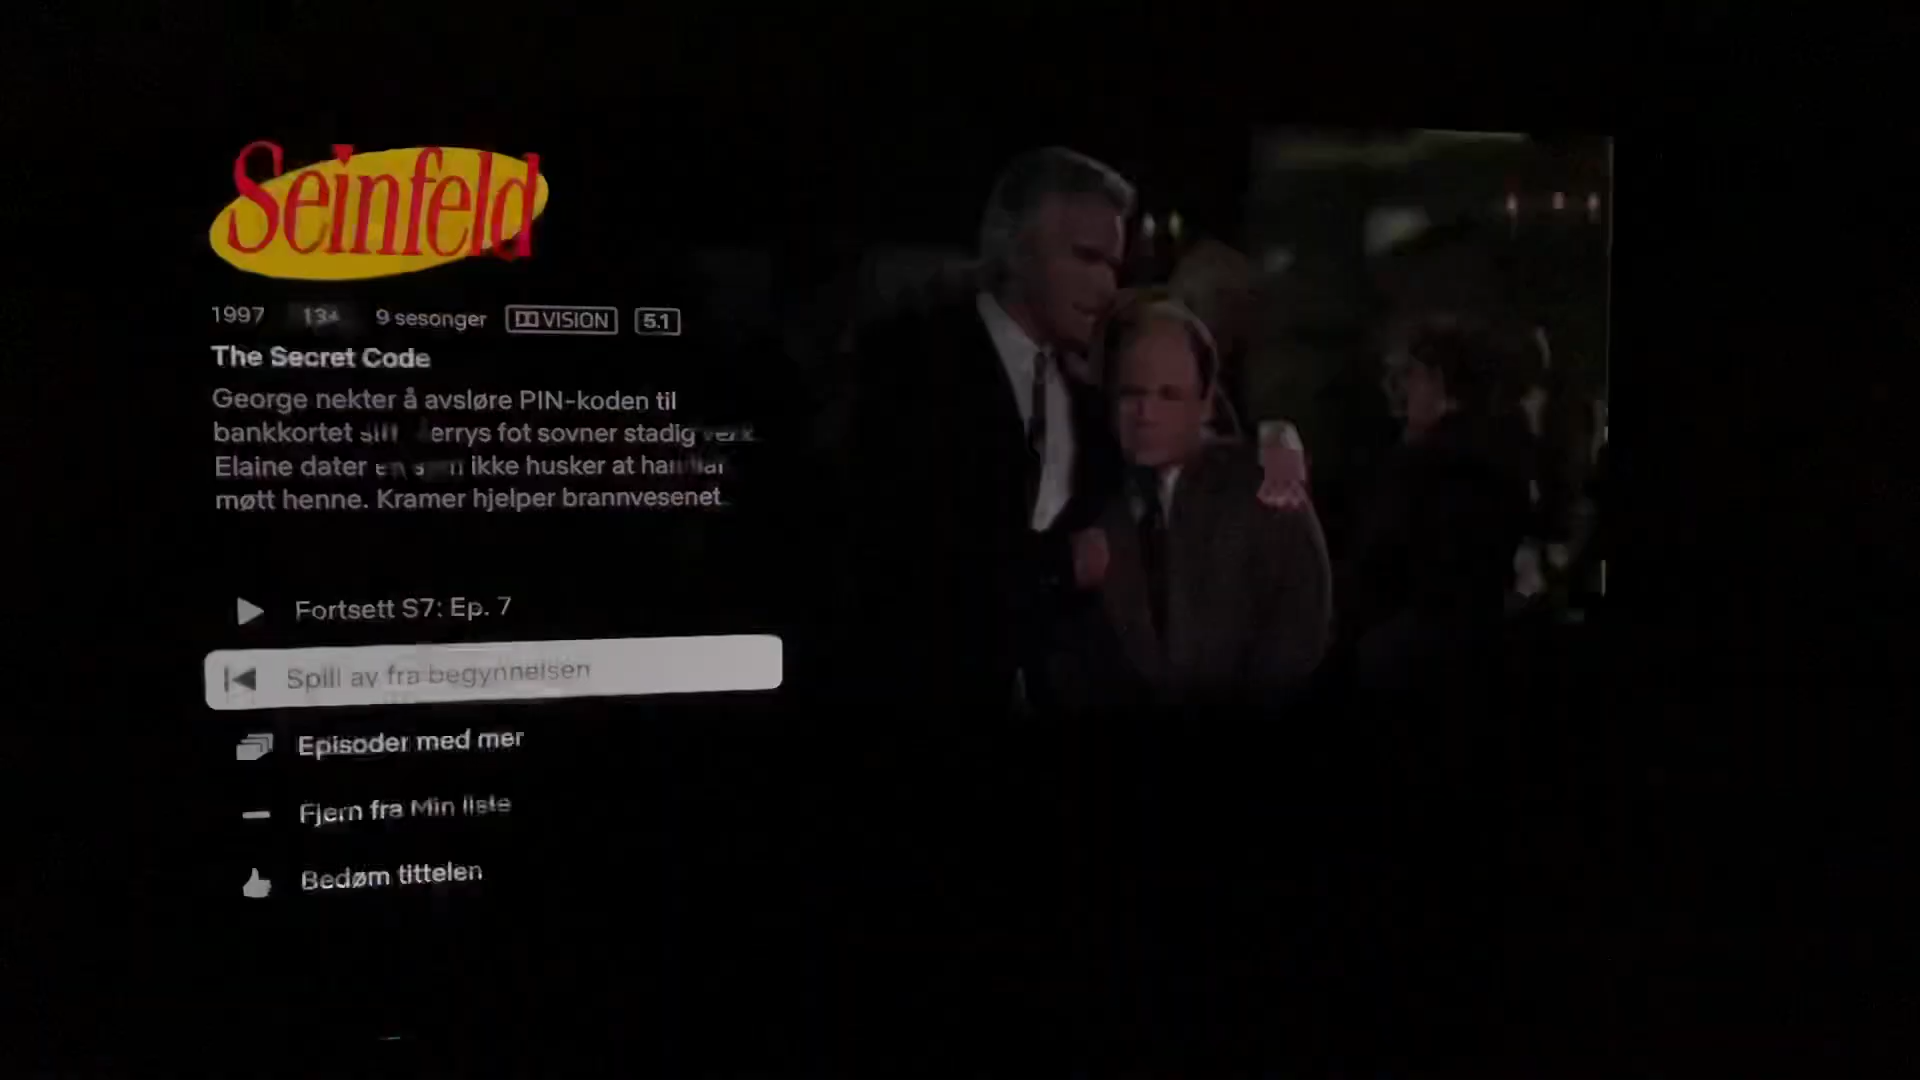 Seinfeld
1997 13+ 9 sesonger VISION 5.1
The Secret Code
George nekter å avsløre PIN-koden til
bankkortet fot sovner stadig
Elaine dater ikke husker at
møtt henne. Kramer hjelper brannvesenet
Fortsett S7: Ep. 7
Spill av fra begynnelsen
Episoder med mer
Fjern fra Min liste
Bedøm tittelen